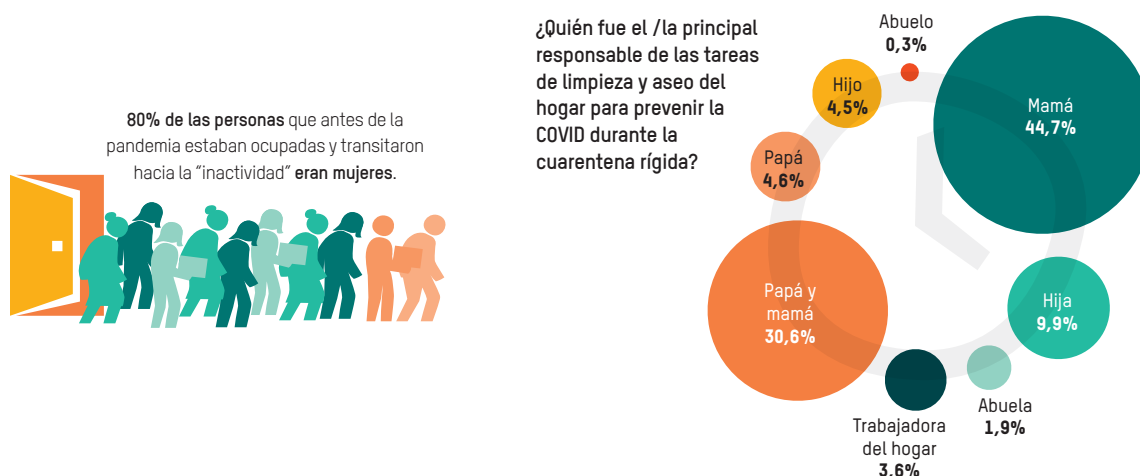 80% de las personas que antes de la
pandemia estaban ocupadas y transitaron
hacia la "inactividad" eran mujeres.
¿Quién fue el /la principal
responsable de las tareas
de limpieza y aseo del
hogar para prevenir la
COVID durante la
cuarentena rígida?
Abuelo
0,3%
Mamá
44,7%
Hija
9,9%
Abuela
1,9%
Trabajadora
del hogar
3,6%
Papá y
mamá
30,6%
Papá
4,6%
Hijo
4,5%